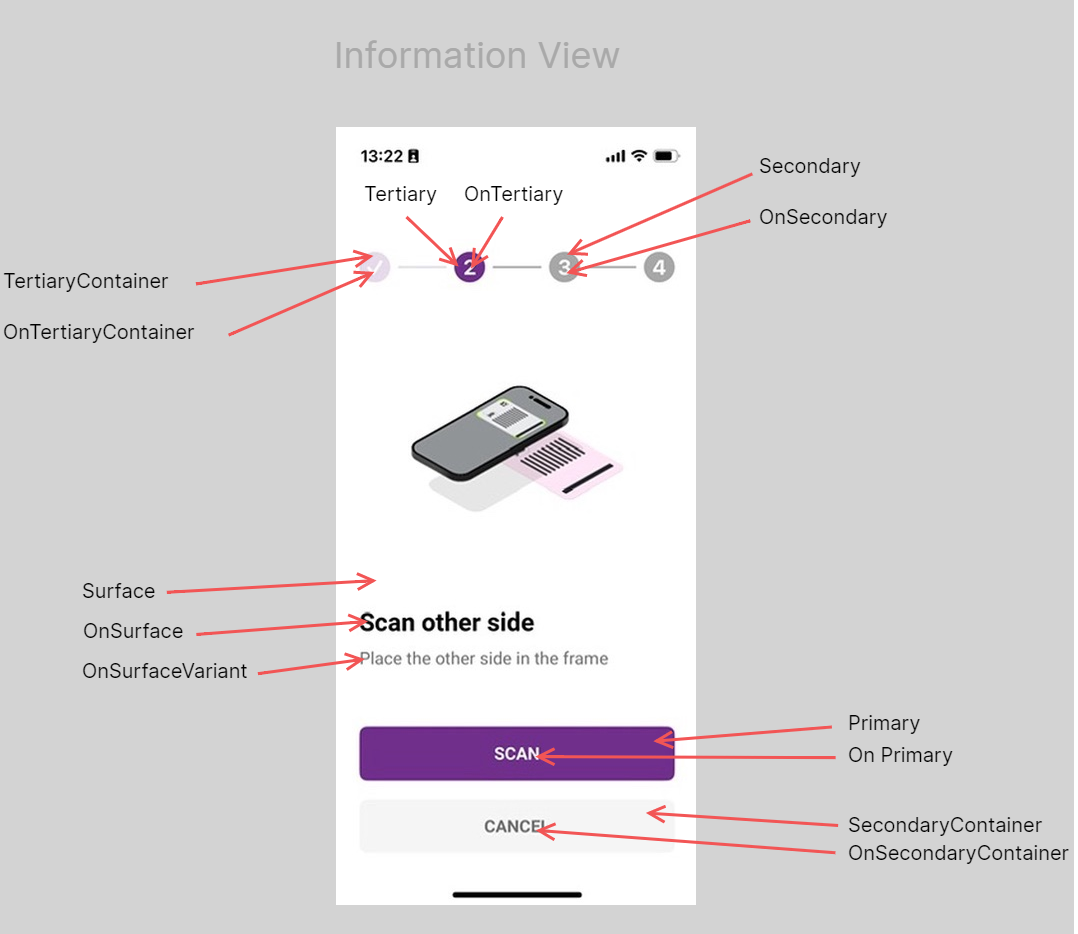 Information View
13:22
Secondary
Tertiary
OnTertiary
OnSecondary
2
3
4
TertiaryContainer
OnTertiaryContainer
Surface
Scan other side
OnSurface
Place the other side in the frame
OnSurfaceVariant
Primary
SCAN
On Primary
SecondaryContainer
CANCEL
OnSecondaryContainer